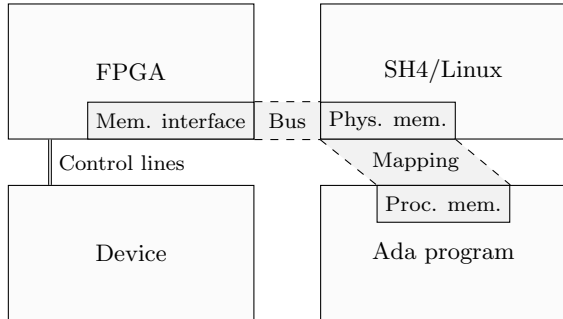 FPGA
SH4/Linux
Mem. interface
Bus
Phys. mem.
Control lines
Mapping
Proc. mem.
Device
Ada program